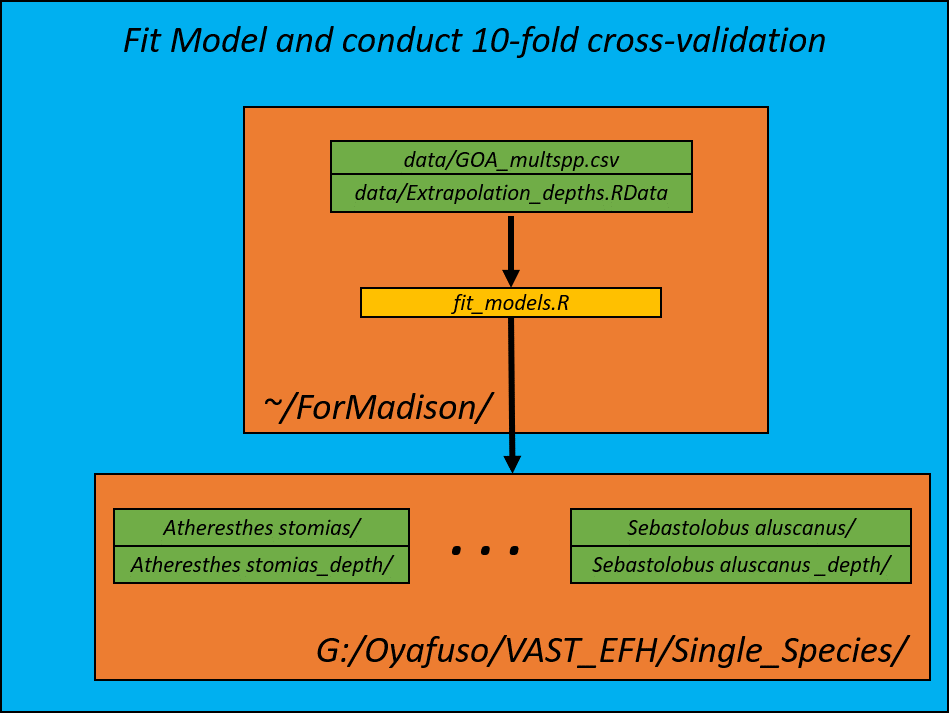 Fit Model and conduct 10-fold cross-validation
data/GOA_multspp.csv
data/Extrapolation_depths.RData
fit_models.R
~/ForMadison/
Atheresthes stomias/
Atheresthes stomias_depth/
. . .
Sebastolobus aluscanus/
Sebastolobus aluscanus _depth/
G:/Oyafuso/VAST_EFH/Single_Species/